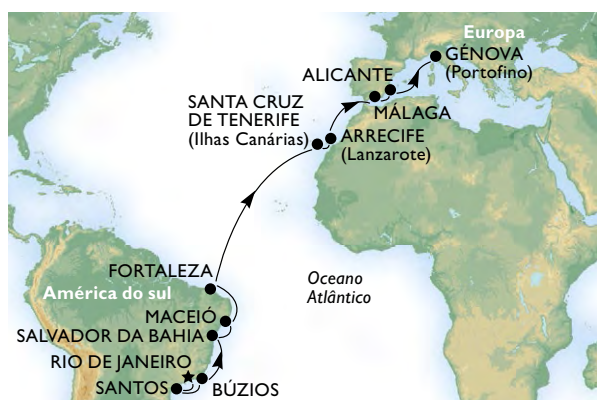 Europa
GÉNOVA
(Portofino)
ALICANTE
MÁLAGA
SANTA CRUZ
DE TENERIFE
(Ilhas Canárias)
ARRECIFE
(Lanzarote)
FORTALEZA
Oceano
Atlântico
América do sul
MACEIÓ
SALVADOR DA BAHIA
RIO DE JANEIRO
SANTOS
BÚZIOS